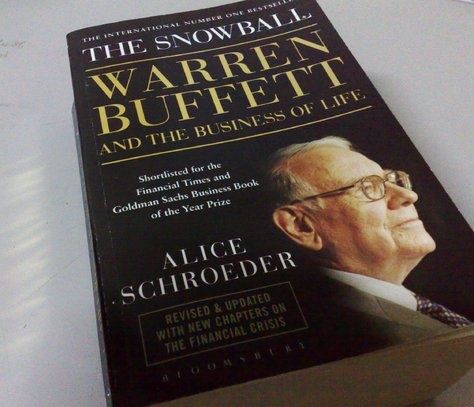 THE INTERNATIONAL NUMBER ONE BESTSELLER
THE SNOWBALL
WARREN
BUFFETT
AND THE BUSINESS OF LIFE
Shortlisted for the
Financial Times and
Goldman Sachs Business Book
of the Year Prize
ALICE
SCHROEDER
REVISED & UPDATED
WITH NEW CHAPTERS ON
THE FINANCIAL CRISIS
BLOOMSBURY